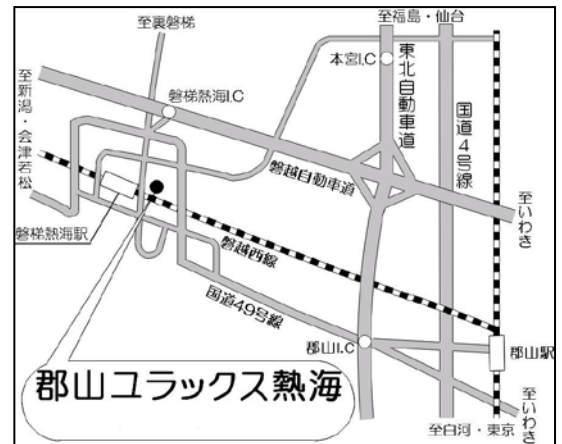 至福島・仙台
至裏磐梯
本宮I.C
東北自動車道
国道4号線
至新潟・会津若松
磐梯熱海I.C
磐越自動車道
至いわき
磐梯熱海駅
磐越西線
国道49号線
郡山I.C
郡山駅
郡山ユラックス熱海
至いわき
至白河・東京